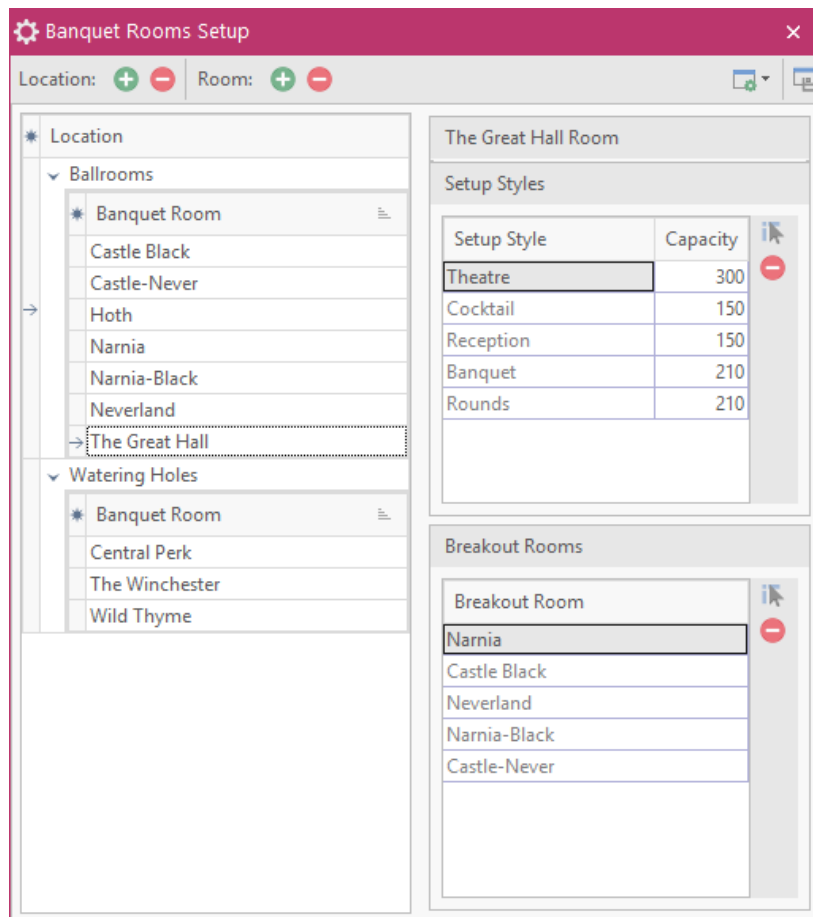 Banquet Rooms Setup
Location: Room:
Location
Ballrooms
Banquet Room
Castle Black
Castle-Never
Hoth
Narnia
Narnia-Black
Neverland
The Great Hall
Watering Holes
Banquet Room
Central Perk
The Winchester
Wild Thyme
The Great Hall Room
Setup Styles
Setup Style Capacity
Theatre 300
Cocktail 150
Reception 150
Banquet 210
Rounds 210
Breakout Rooms
Breakout Room
Narnia
Castle Black
Neverland
Narnia-Black
Castle-Never